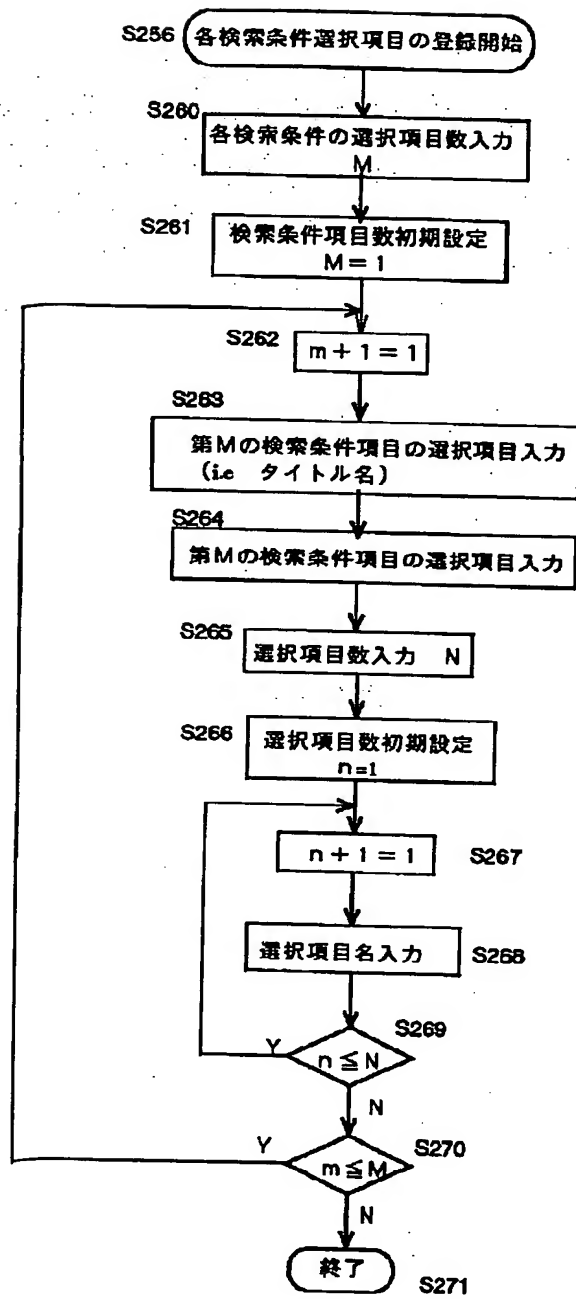 S256 各検索条件選択項目の登録開始
S260
各検索条件の選択項目数入力
M
S261
検索条件項目数初期設定
M=1
S262
m+1=1
S263
第Mの検索条件項目の選択項目入力
(i.e タイトル名)
S264
第Mの検索条件項目の選択項目入力
S265
選択項目数入力 N
S266
選択項目数初期設定
n=1
n+1=1 S267
選択項目名入力 S268
S269
Y n≦N
N
S270
Y m≦M
N
終了
S271